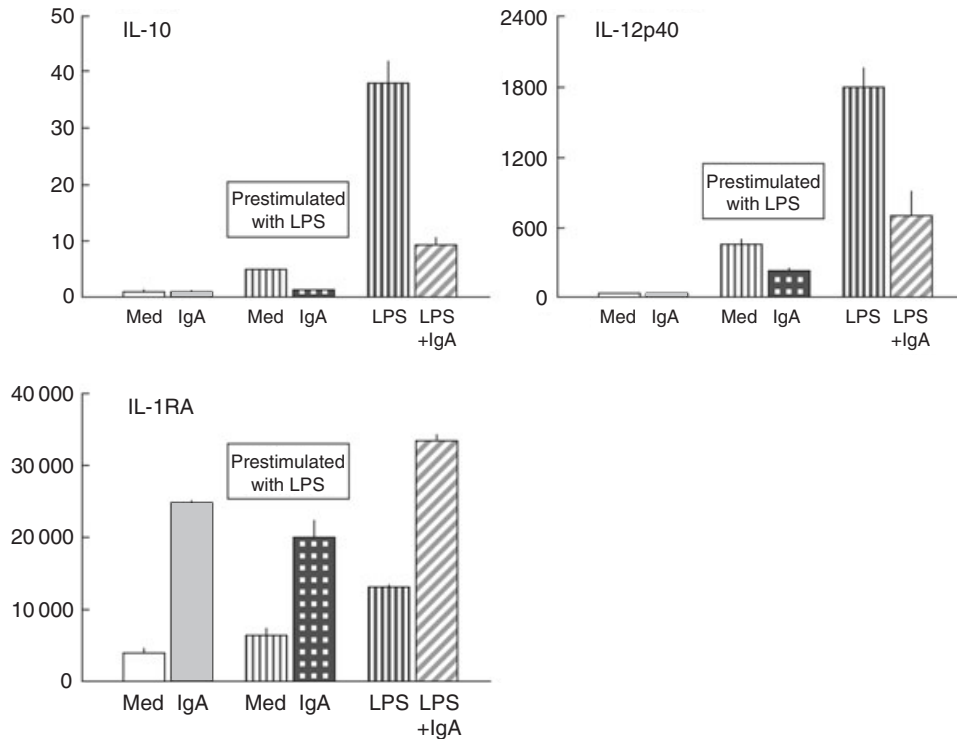 IL-10
50
40
30
20
10
0
Prestimulated
with LPS
Med IgA Med IgA LPS LPS
+IgA
IL-12p40
2400
1800
1200
600
0
Prestimulated
with LPS
Med IgA Med IgA LPS LPS
+IgA
IL-1RA
40 000
30 000
20 000
10 000
0
Prestimulated
with LPS
Med IgA Med IgA LPS LPS
+IgA